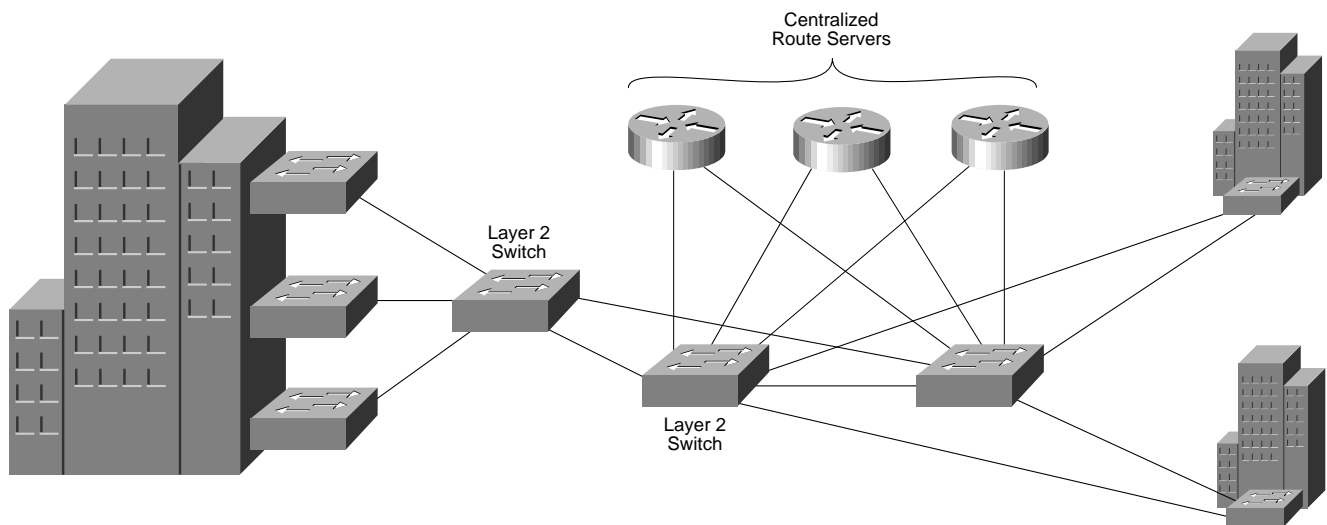 Centralized
Route Servers
Layer 2
Switch
Layer 2
Switch